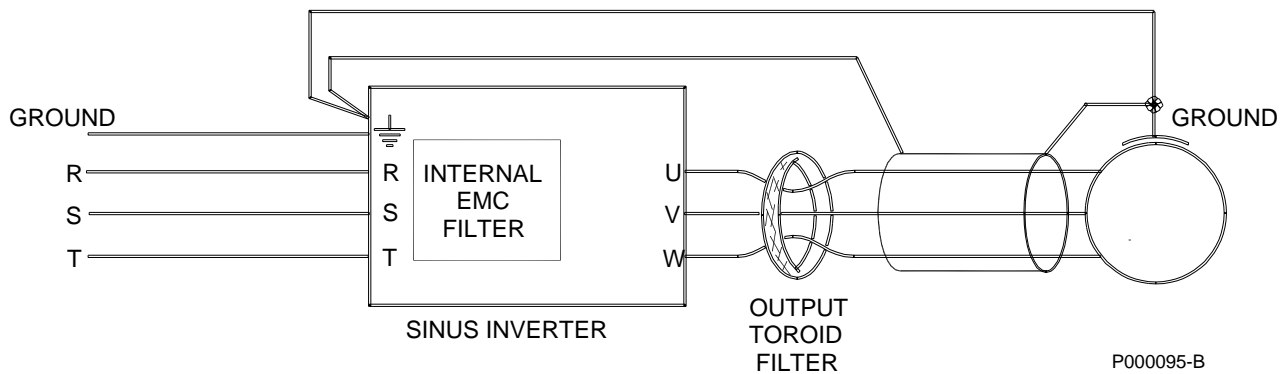 GROUND
GROUND
R
R
INTERNAL
EMC
FILTER
U
S
S
V
T
T
W
SINUS INVERTER
OUTPUT
TOROID
FILTER
P000095-B